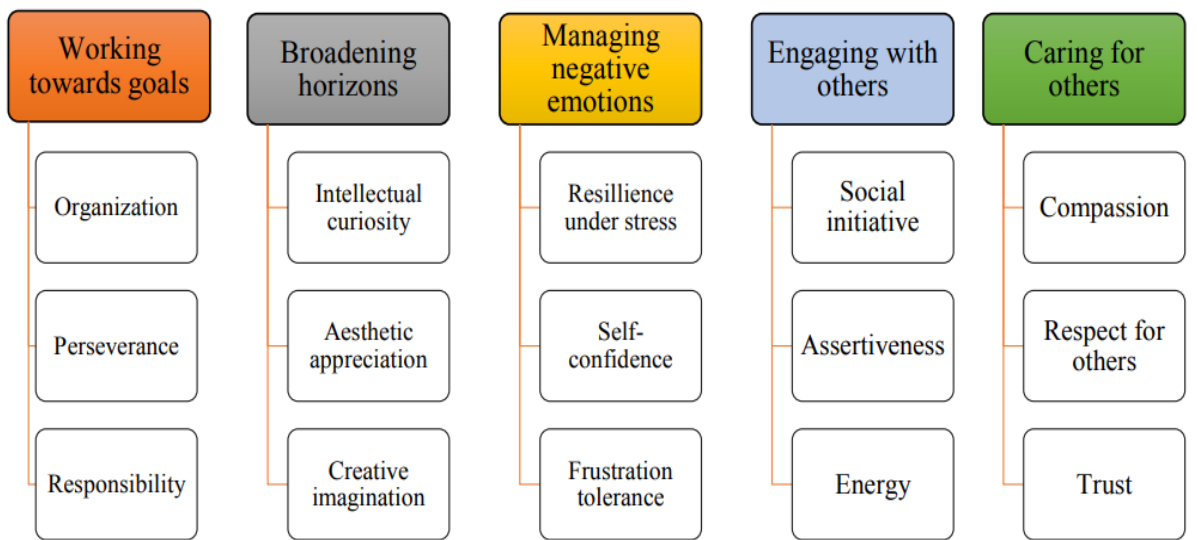 Working
towards goals
Organization
Perseverance
Responsibility
Broadening
horizons
Intellectual
curiosity
Aesthetic
appreciation
Creative
imagination
Managing
negative
emotions
Resillience
under stress
Self-
confidence
Frustration
tolerance
Engaging with
others
Social
initiative
Assertiveness
Energy
Caring for
others
Compassion
Respect for
others
Trust